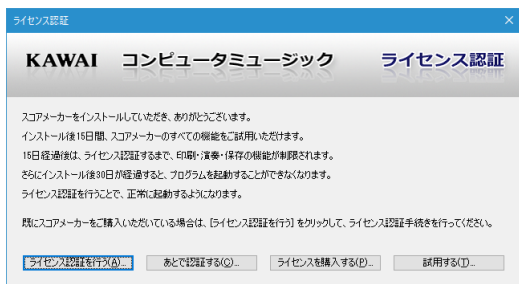 ライセンス認証
KAWAI コンピュータミュージック ライセンス認証
スコアメーカーをインストールしていただき、ありがとうございます。
インストール後15日間、スコアメーカーのすべての機能をご試用いただけます。
15日経過後は、ライセンス認証するまで、印刷・演奏・保存の機能が制限されます。
さらにインストール後30日が経過すると、プログラムを起動することができなくなります。
ライセンス認証を行うことで、正常に起動するようになります。
既にスコアメーカーをご購入いただいている場合は、[ライセンス認証を行う]をクリックして、ライセンス認証手続きを行ってください。
ライセンス認証を行う(A)... あとで認証する(C)... ライセンスを購入する(P)... 試用する(T)...